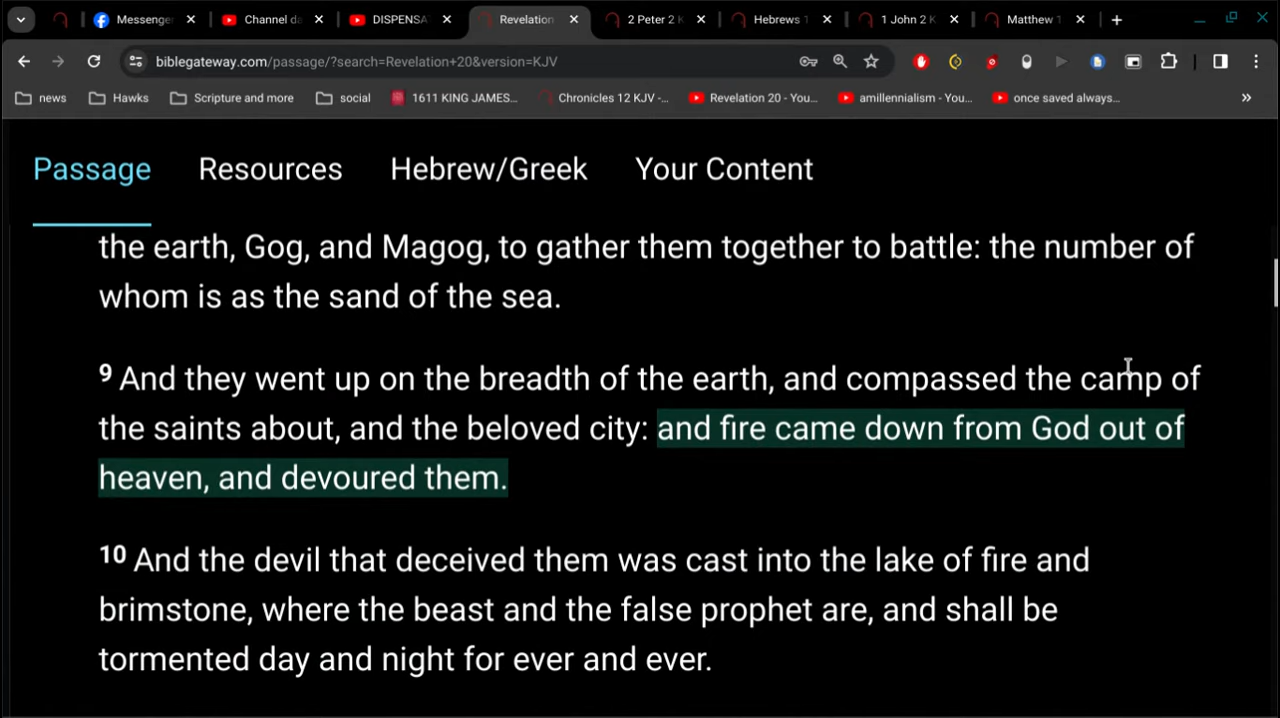 Messenger
Channel da
DISPENSA
Revelation
2 Peter 2 K
Hebrews 1
1 John 2 K
Matthew 1
biblegateway.com/passage/?search=Revelation+20&version=KJV
news
Hawks
Scripture and more
social
1611 KING JAMES...
Chronicles 12 KJV -...
Revelation 20 - You...
amillennialism - You...
once saved always...
Passage
Resources
Hebrew/Greek
Your Content
the earth, Gog, and Magog, to gather them together to battle: the number of
whom is as the sand of the sea.
9 And they went up on the breadth of the earth, and compassed the camp of
the saints about, and the beloved city: and fire came down from God out of
heaven, and devoured them.
10 And the devil that deceived them was cast into the lake of fire and
brimstone, where the beast and the false prophet are, and shall be
tormented day and night for ever and ever.